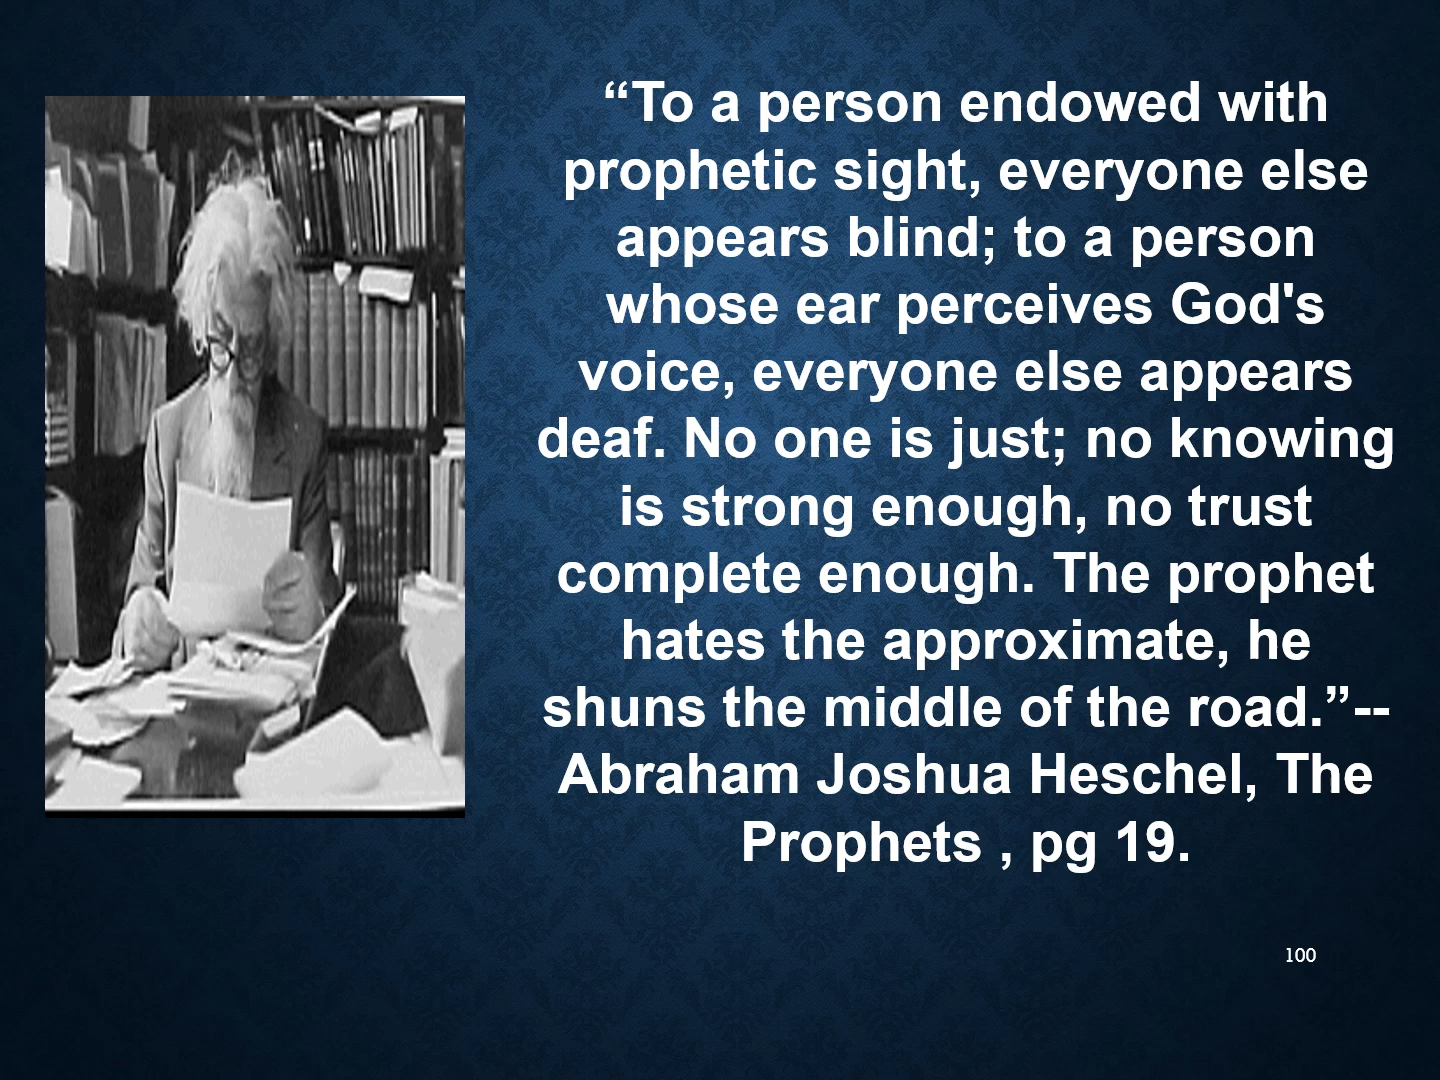 “To a person endowed with
prophetic sight, everyone else
appears blind; to a person
whose ear perceives God's
voice, everyone else appears
deaf. No one is just; no knowing
is strong enough, no trust
complete enough. The prophet
hates the approximate, he
shuns the middle of the road.”--
Abraham Joshua Heschel, The
Prophets , pg 19.
100